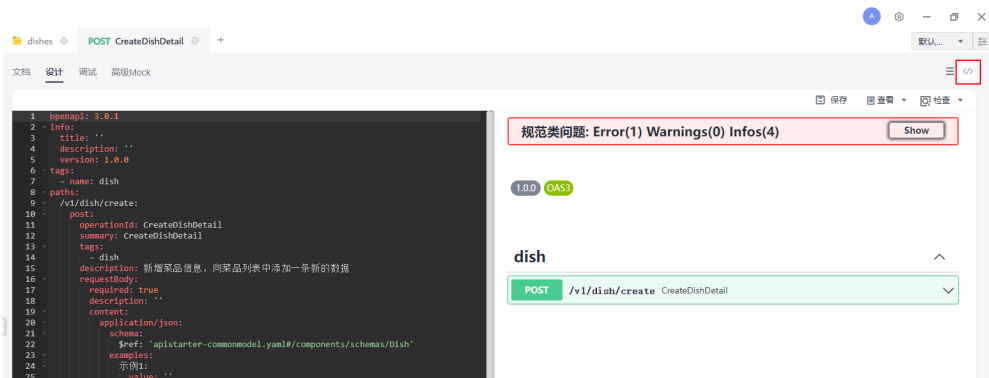 A
dishes
POST CreateDishDetail
+
默认...
文档 设计 调试 高级Mock
保存 查看 检查
1 openapi: 3.0.1
2 info:
3 title: ''
4 description: ''
5 version: 1.0.0
6 tags:
7 - name: dish
8 paths:
9 /v1/dish/create:
10 post:
11 operationId: CreateDishDetail
12 summary: CreateDishDetail
13 tags:
14 - dish
15 description: 新增菜品信息，向菜品列表中添加一条新的数据
16 requestBody:
17 required: true
18 description: ''
19 content:
20 application/json:
21 schema:
22 $ref: 'apistarter-commonmodel.yaml#/components/schemas/Dish'
23 examples:
24 示例1:
25 value: ''
规范类问题: Error(1) Warnings(0) Infos(4)
Show
1.0.0 OAS3
dish
POST /v1/dish/create CreateDishDetail